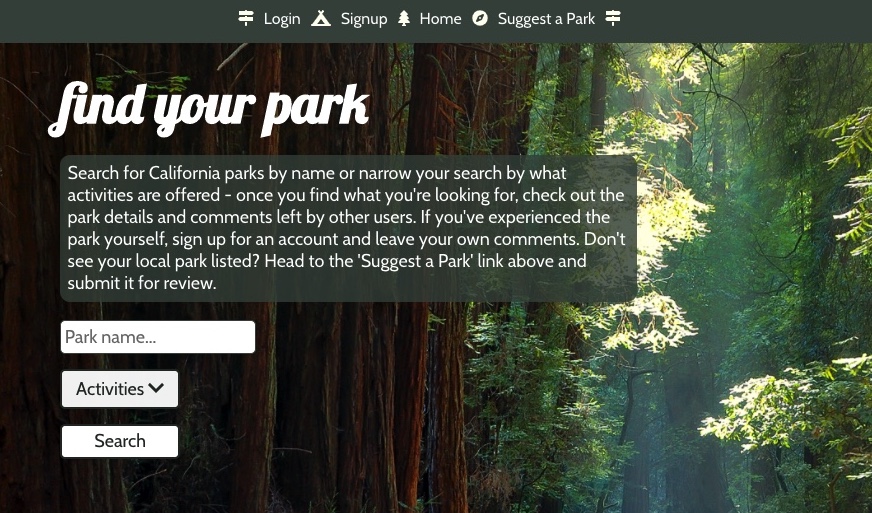 Login Signup Home Suggest a Park
find your park
Search for California parks by name or narrow your search by what
activities are offered - once you find what you're looking for, check out the
park details and comments left by other users. If you've experienced the
park yourself, sign up for an account and leave your own comments. Don't
see your local park listed? Head to the 'Suggest a Park' link above and
submit it for review.
Park name...
Activities
Search